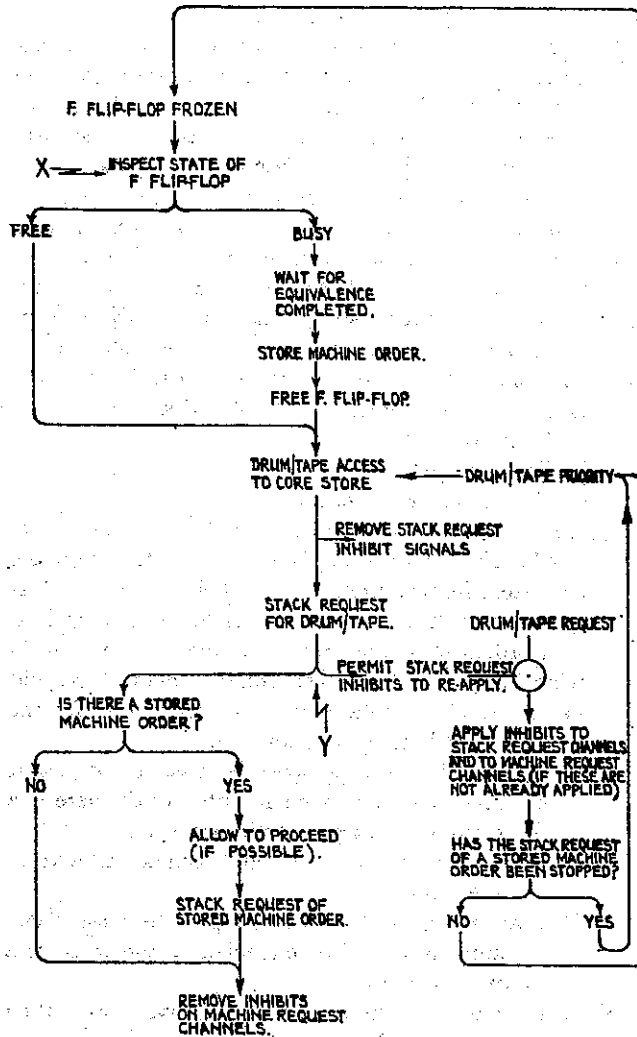 F. FLIP-FLOP FROZEN
X
INSPECT STATE OF
F FLIP-FLOP
FREE
BUSY
WAIT FOR
EQUIVALENCE
COMPLETED.
STORE MACHINE ORDER.
FREE F. FLIP-FLOP.
DRUM/TAPE ACCESS
TO CORE STORE
DRUM/TAPE PRIORITY
REMOVE STACK REQUEST
INHIBIT SIGNALS
STACK REQUEST
FOR DRUM/TAPE.
DRUM/TAPE REQUEST
PERMIT STACK REQUEST
INHIBITS TO RE-APPLY.
Y
IS THERE A STORED
MACHINE ORDER?
NO
YES
ALLOW TO PROCEED
(IF POSSIBLE).
STACK REQUEST OF
STORED MACHINE ORDER.
REMOVE INHIBITS
ON MACHINE REQUEST
CHANNELS.
APPLY INHIBITS TO
STACK REQUEST CHANNELS
AND TO MACHINE REQUEST
CHANNELS.(IF THESE ARE
NOT ALREADY APPLIED)
HAS THE STACK REQUEST
OF A STORED MACHINE
ORDER BEEN STOPPED?
NO
YES